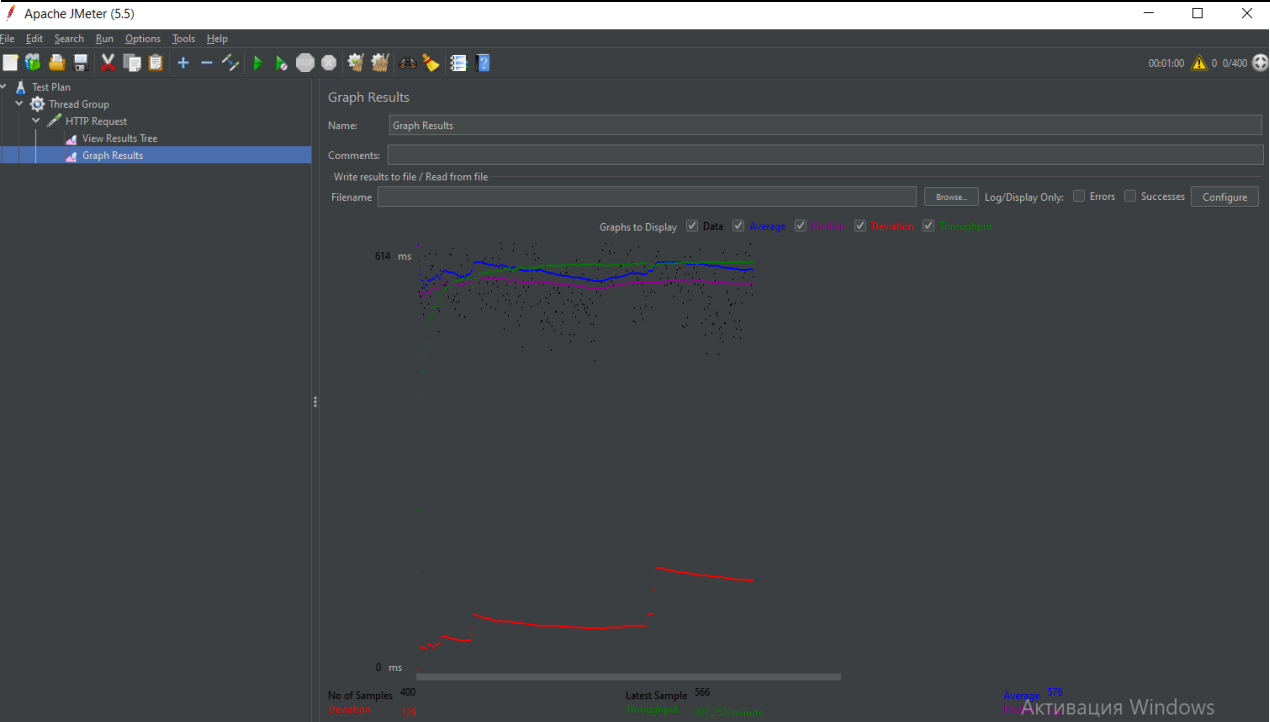 Apache JMeter (5.5)
File Edit Search Run Options Tools Help
00:01:00 0 0/400
Test Plan
Thread Group
HTTP Request
View Results Tree
Graph Results
Graph Results
Name: Graph Results
Comments:
Write results to file / Read from file
Filename Browse... Log/Display Only: Errors Successes Configure
Graphs to Display Data Average Median Deviation Throughput
614 ms
0 ms
No of Samples 400 Latest Sample 566 Average 576
Deviation 129 Throughput
Активация Windows